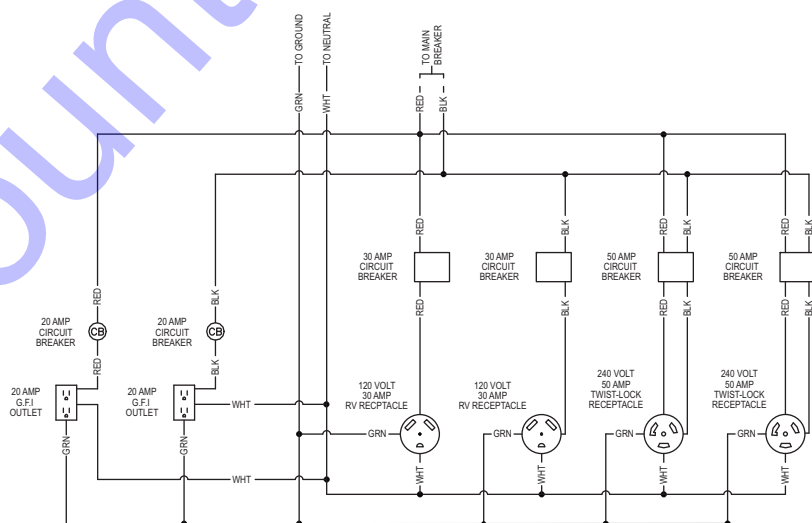 TO GROUND
TO NEUTRAL
TO MAIN
BREAKER
GRN
WHT
RED
BLK
RED
BLK
RED
BLK
RED
BLK
30 AMP
CIRCUIT
BREAKER
30 AMP
CIRCUIT
BREAKER
50 AMP
CIRCUIT
BREAKER
50 AMP
CIRCUIT
BREAKER
RED
BLK
RED
BLK
RED
BLK
RED
BLK
20 AMP
CIRCUIT
BREAKER
CB
20 AMP
CIRCUIT
BREAKER
CB
RED
BLK
20 AMP
G.F.I
OUTLET
20 AMP
G.F.I
OUTLET
WHT
120 VOLT
30 AMP
RV RECPTACLE
120 VOLT
30 AMP
RV RECEPTACLE
240 VOLT
50 AMP
TWIST-LOCK
RECEPTACLE
240 VOLT
50 AMP
TWIST-LOCK
RECEPTACLE
GRN
GRN
GRN
GRN
GRN
GRN
WHT
WHT
WHT
WHT
WHT
ount